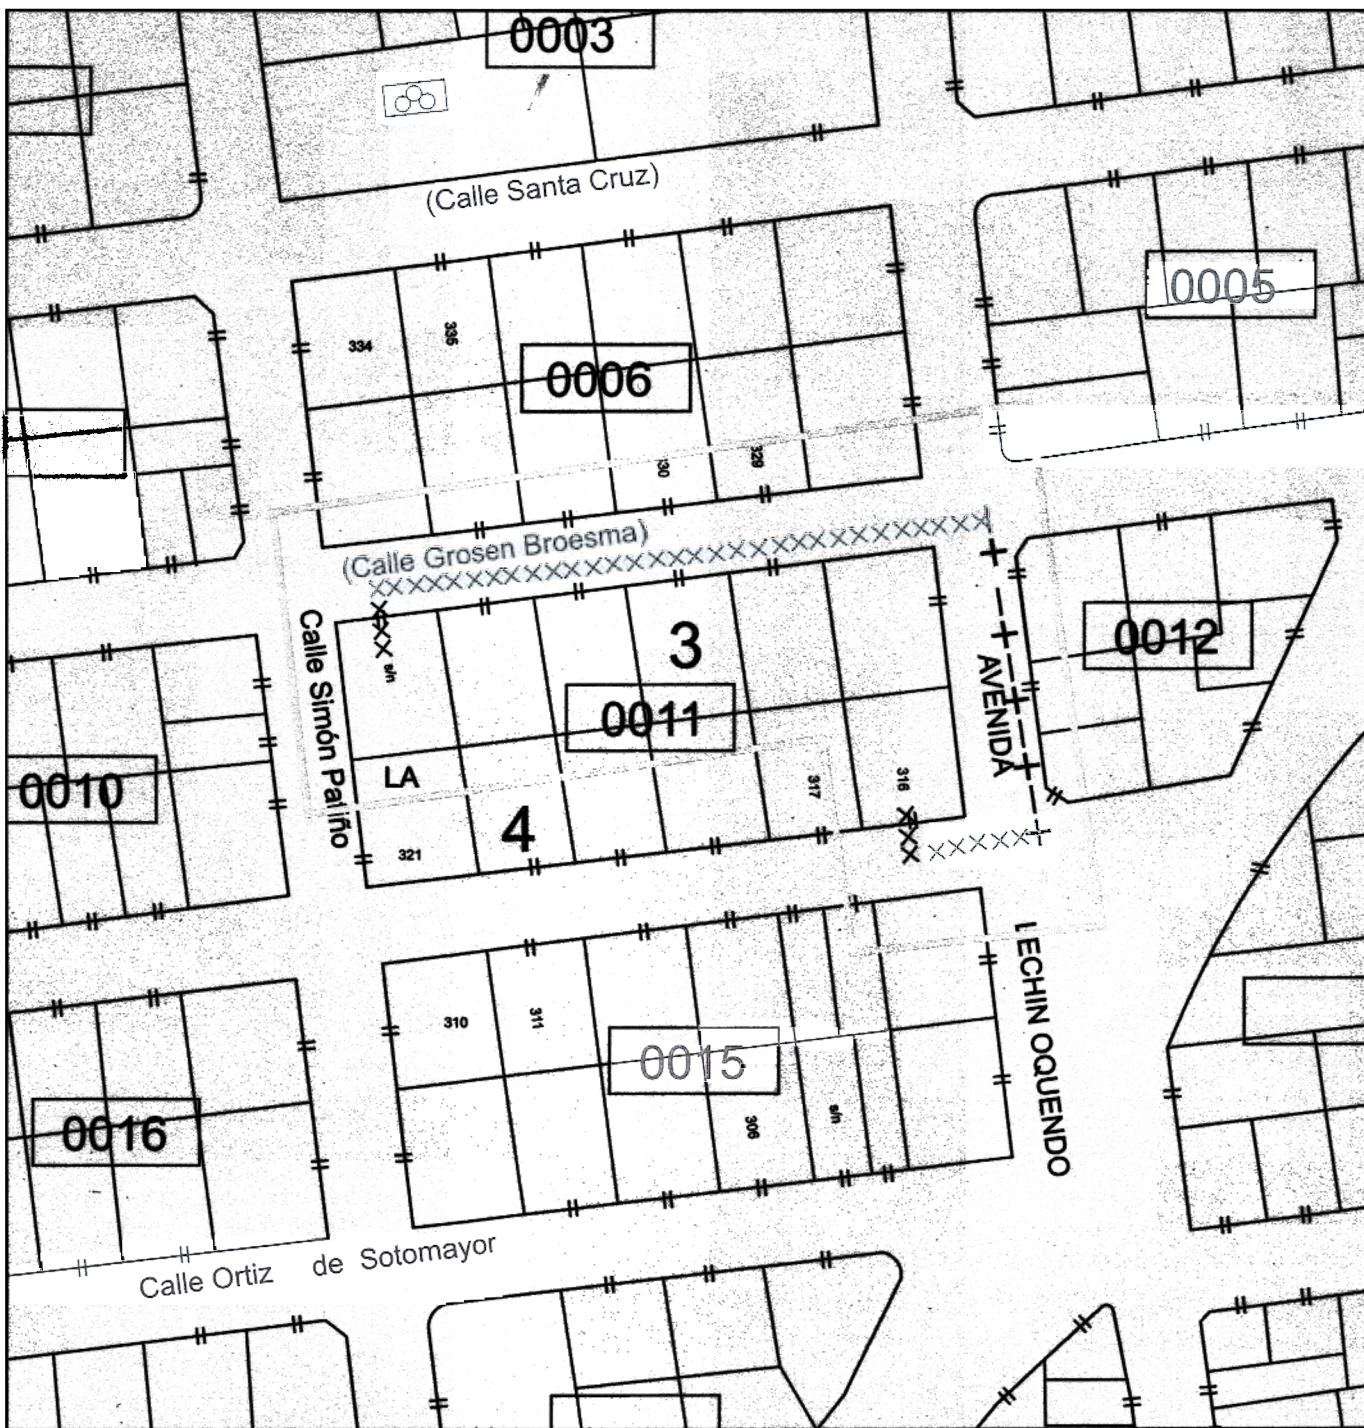 0003
(Calle Santa Cruz)
0005
334
335
0006
329
(Calle Grosen Broesma)
Calle Simón Patiño
s/n
3
0011
AVENIDA
0012
0010
LA
4
317
316
321
LECHIN OQUENDO
310
311
0015
306
s/n
0016
Calle Ortiz de Sotomayor